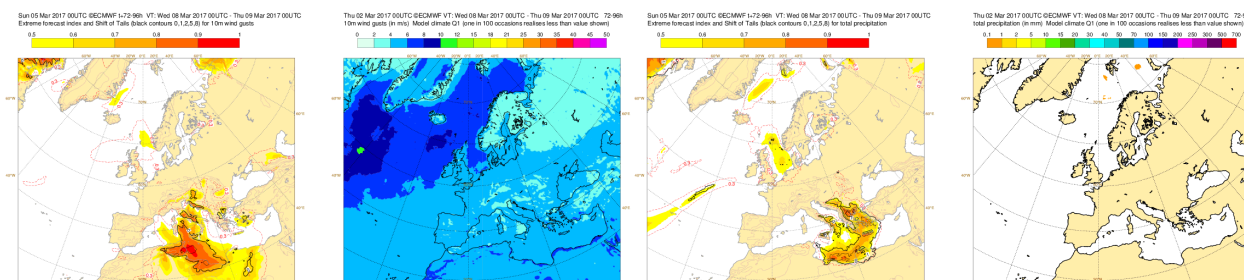 Sun 05 Mar 2017 00UTC ©ECMWF t+72-96h VT: Wed 08 Mar 2017 00UTC - Thu 09 Mar 2017 00UTC
Extreme forecast index and Shift of Tails (black contours 0,1,2,5,8) for 10m wind gusts
0.5 0.6 0.7 0.8 0.9 1
Thu 02 Mar 2017 00UTC ©ECMWF VT: Wed 08 Mar 2017 00UTC - Thu 09 Mar 2017 00UTC 72-96h
10m wind gusts (in m/s) Model climate Q1 (one in 100 occasions realises less than value shown)
0 2 4 6 8 10 12 15 20 25 30 35 40 45 50
Sun 05 Mar 2017 00UTC ©ECMWF t+72-96h VT: Wed 08 Mar 2017 00UTC - Thu 09 Mar 2017 00UTC
Extreme forecast index and Shift of Tails (black contours 0,1,2,5,8) for total precipitation
0.5 0.6 0.7 0.8 0.9 1
Thu 02 Mar 2017 00UTC ©ECMWF VT: Wed 08 Mar 2017 00UTC - Thu 09 Mar 2017 00UTC 72-9
total precipitation (in mm) Model climate Q1 (one in 100 occasions realises less than value shown)
0.1 1 2 5 10 15 20 30 40 50 70 100 150 200 250 300 500 700